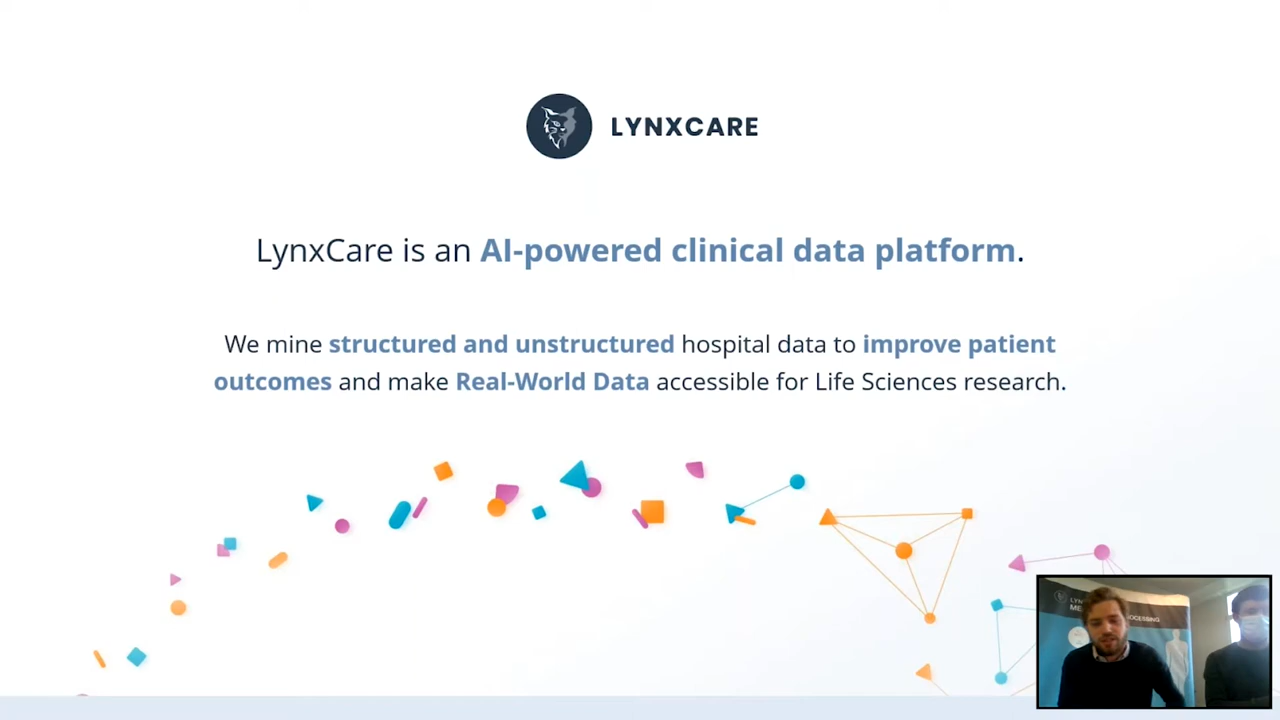 LYNXCARE
LynxCare is an AI-powered clinical data platform.
We mine structured and unstructured hospital data to improve patient
outcomes and make Real-World Data accessible for Life Sciences research.